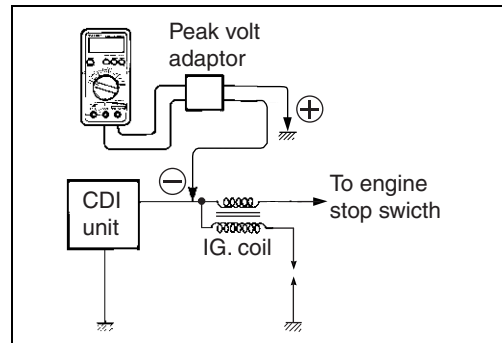 Peak volt
adaptor
+
−
CDI
unit
To engine
stop swicth
IG. coil